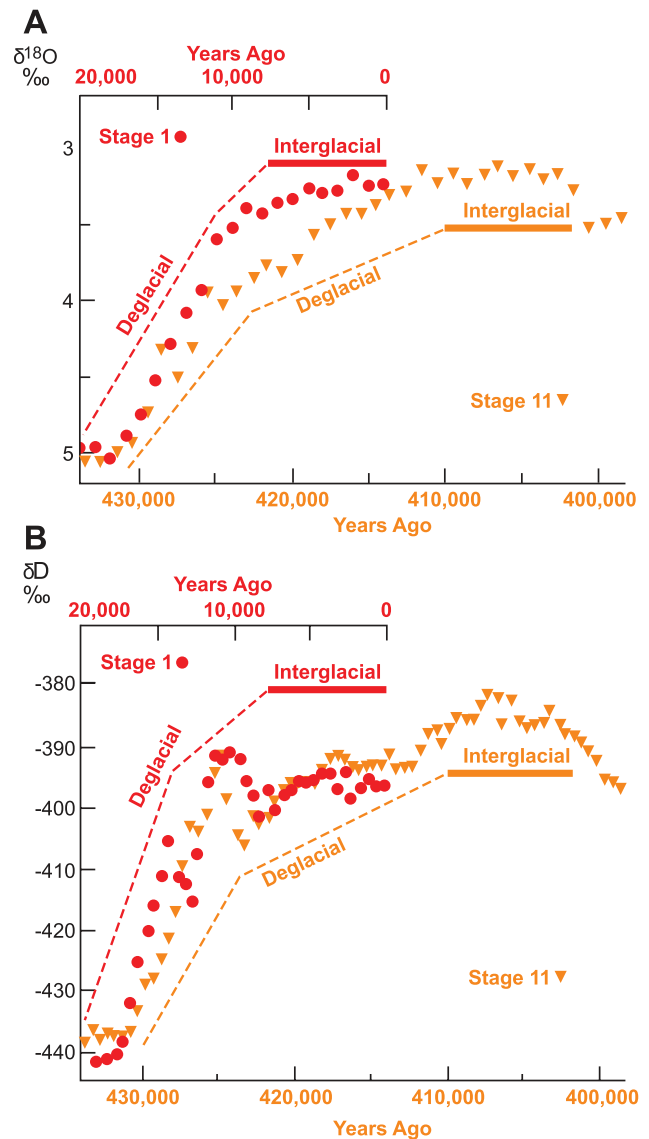 A
δ18O
‰
Years Ago
20,000 10,000 0
Stage 1
Interglacial
3
Interglacial
Deglacial
Deglacial
4
Stage 11
5
430,000 420,000 410,000 400,000
Years Ago
B
δD
‰
Years Ago
20,000 10,000 0
Stage 1
Interglacial
-380
Deglacial
-390
Interglacial
-400
Deglacial
-410
-420
Stage 11
-430
-440
430,000 420,000 410,000 400,000
Years Ago